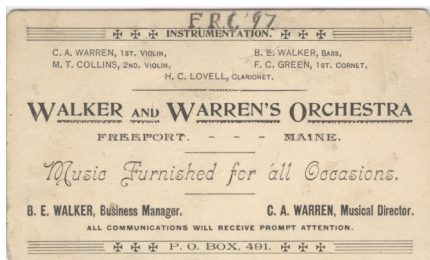 F.R.C. '97
INSTRUMENTATION.
C. A. WARREN, 1ST. VIOLIN, B. E. WALKER, BASS,
M. T. COLLINS, 2ND. VIOLIN, F. C. GREEN, 1ST. CORNET,
H. C. LOVELL, CLARIONET.
WALKER AND WARREN'S ORCHESTRA
FREEPORT. - - - MAINE.
Music Furnished for all Occasions.
B. E. WALKER, Business Manager. C. A. WARREN, Musical Director.
ALL COMMUNICATIONS WILL RECEIVE PROMPT ATTENTION.
P. O. BOX, 491.